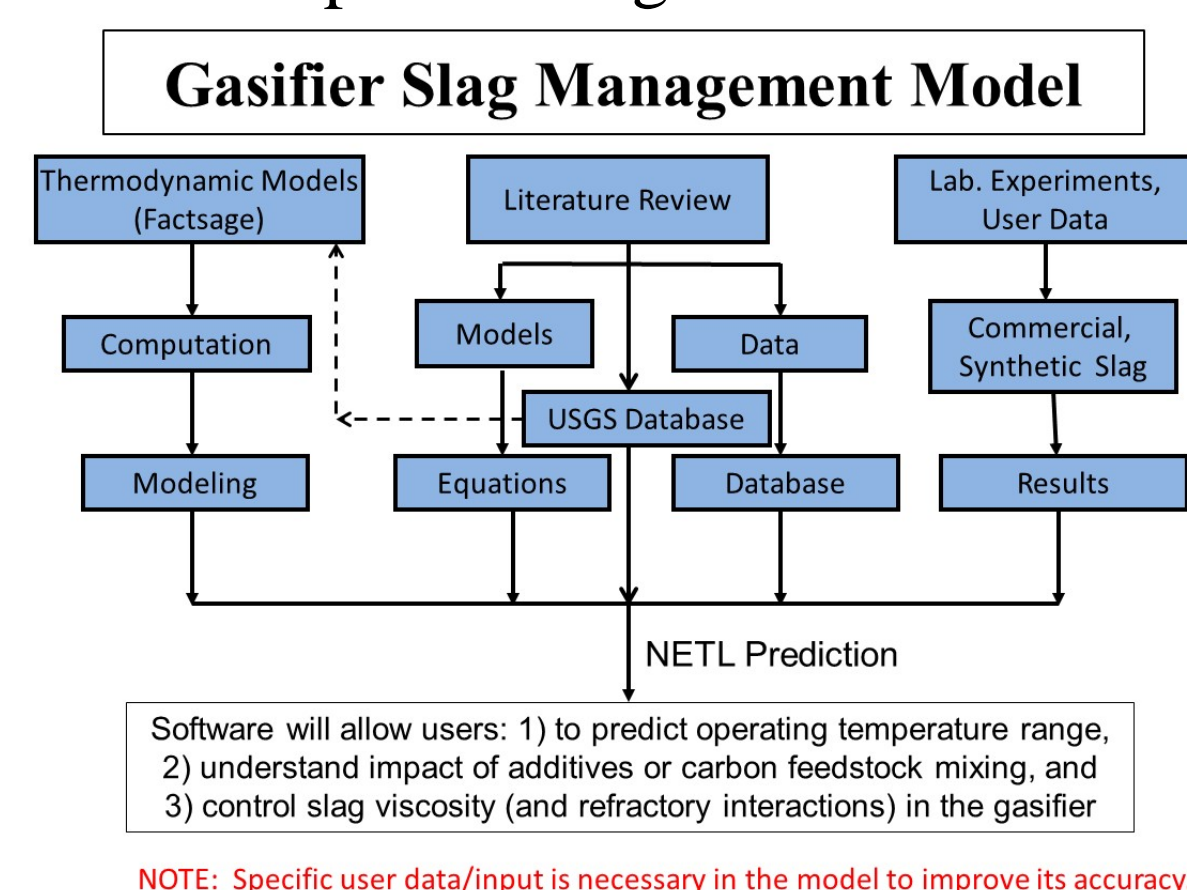 Gasifier Slag Management Model
Thermodynamic Models
(Factsage)
Literature Review
Lab. Experiments,
User Data
Computation
Models
Data
Commercial,
Synthetic Slag
USGS Database
Modeling
Equations
Database
Results
NETL Prediction
Software will allow users: 1) to predict operating temperature range,
2) understand impact of additives or carbon feedstock mixing, and
3) control slag viscosity (and refractory interactions) in the gasifier
NOTE: Specific user data/input is necessary in the model to improve its accuracy